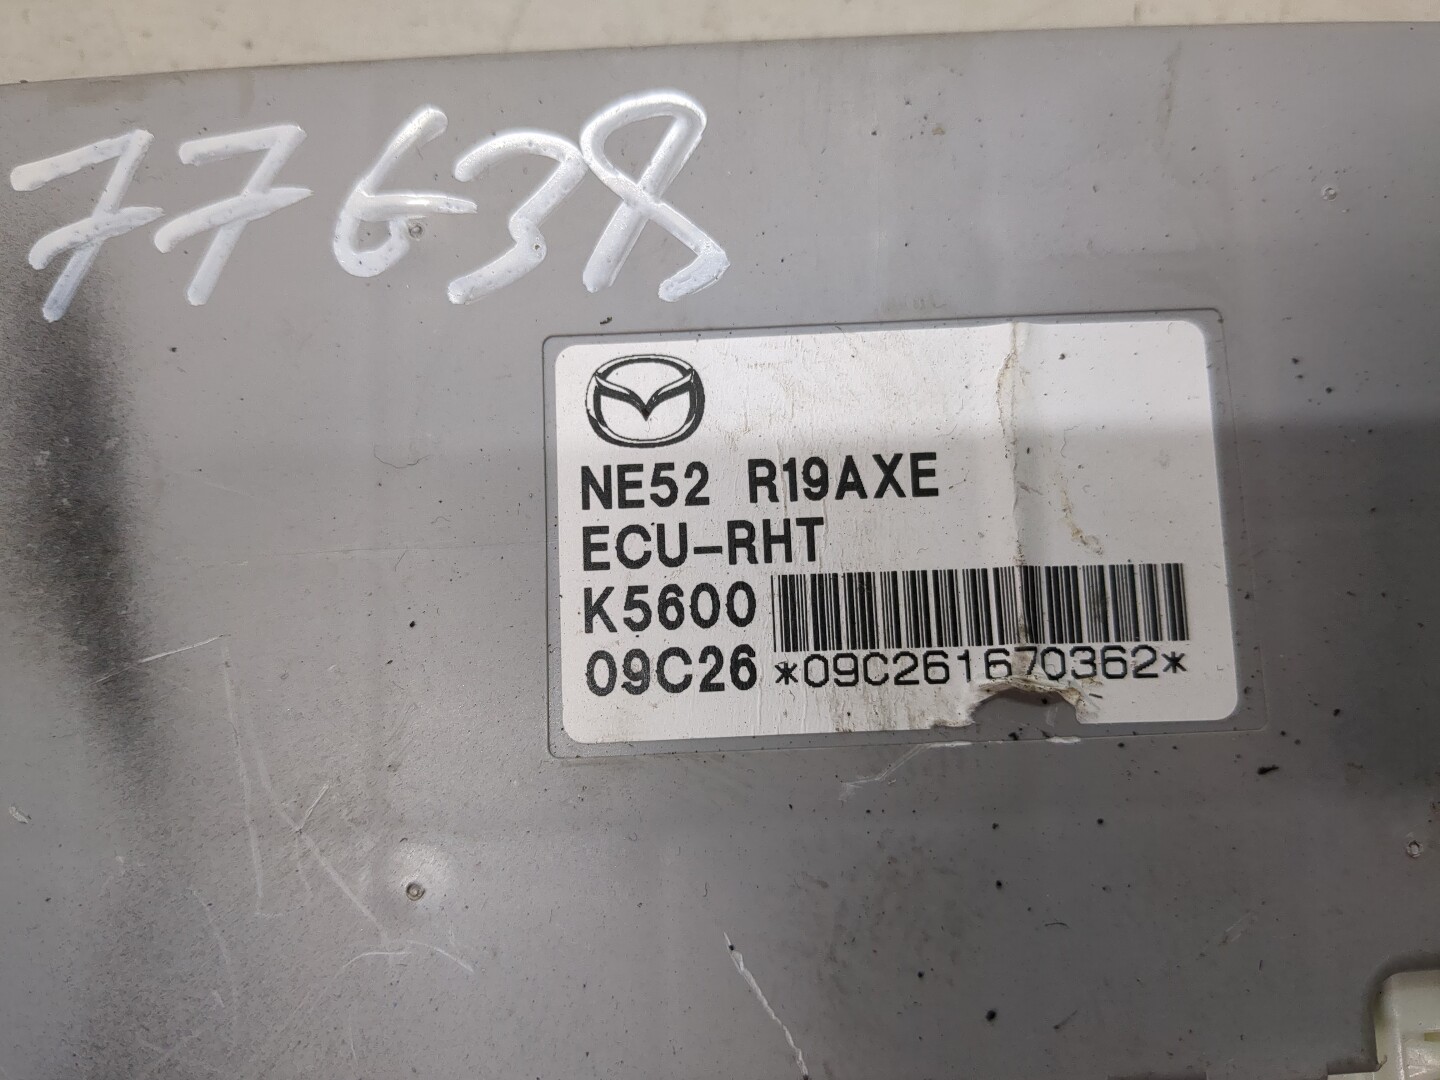 77638
NE52 R19AXE
ECU-RHT
K5600
09C26 *09C261670362*